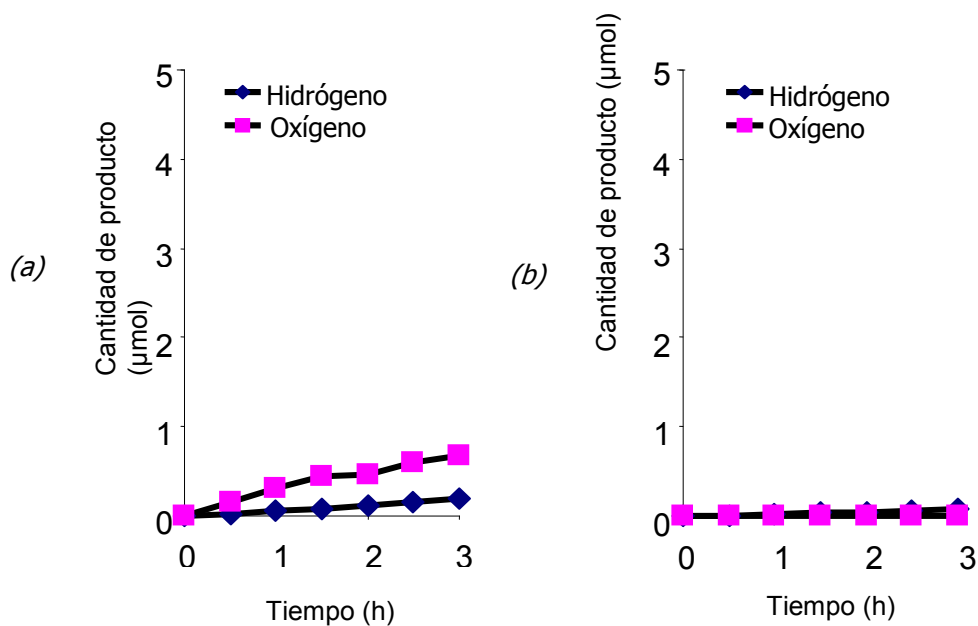 (a)
Cantidad de producto
(µmol)
5
4
3
2
1
0
Hidrógeno
Oxígeno
0 1 2 3
Tiempo (h)
(b)
Cantidad de producto (µmol)
5
4
3
2
1
0
Hidrógeno
Oxígeno
0 1 2 3
Tiempo (h)